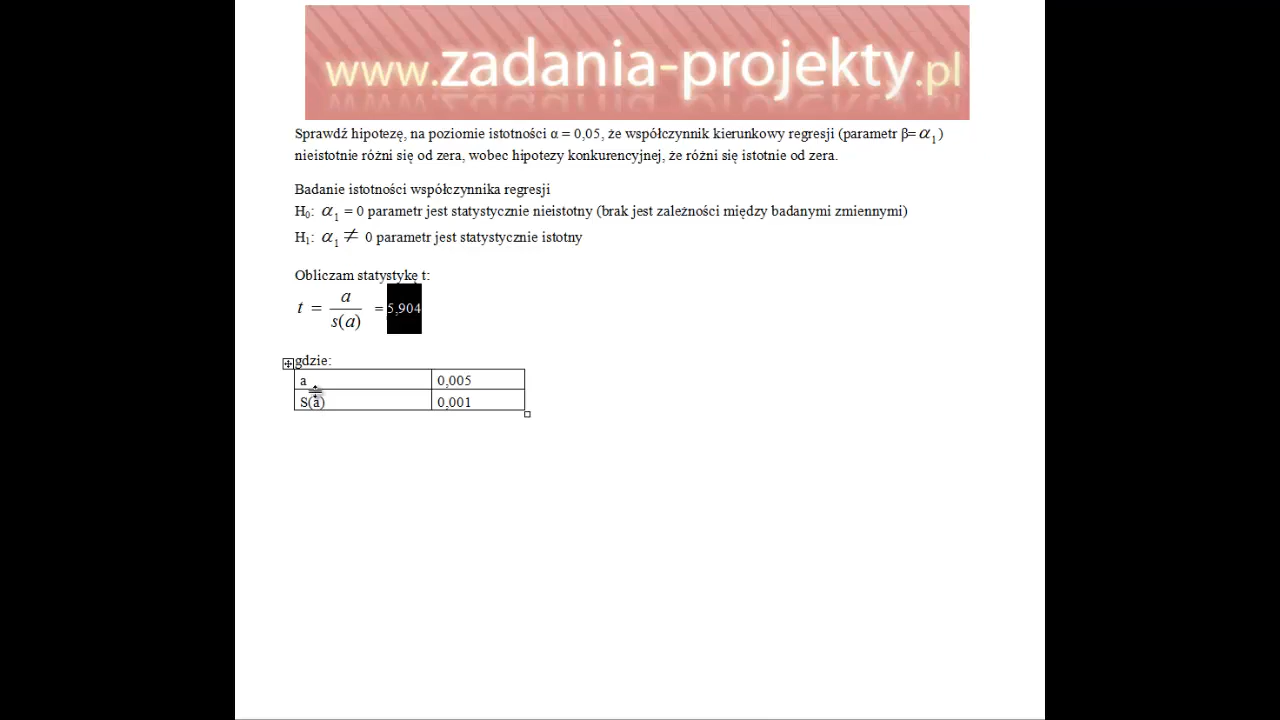 www.zadania-projekty.pl
Sprawdź hipotezę, na poziomie istotności α = 0,05, że współczynnik kierunkowy regresji (parametr β= α₁)
nieistotnie różni się od zera, wobec hipotezy konkurencyjnej, że różni się istotnie od zera.
Badanie istotności współczynnika regresji
H₀: α₁ = 0 parametr jest statystycznie nieistotny (brak jest zależności między badanymi zmiennymi)
H₁: α₁ ≠ 0 parametr jest statystycznie istotny
Obliczam statystykę t:
t = a / s(a) = 5,904
gdzie:
a 0,005
S(a) 0,001